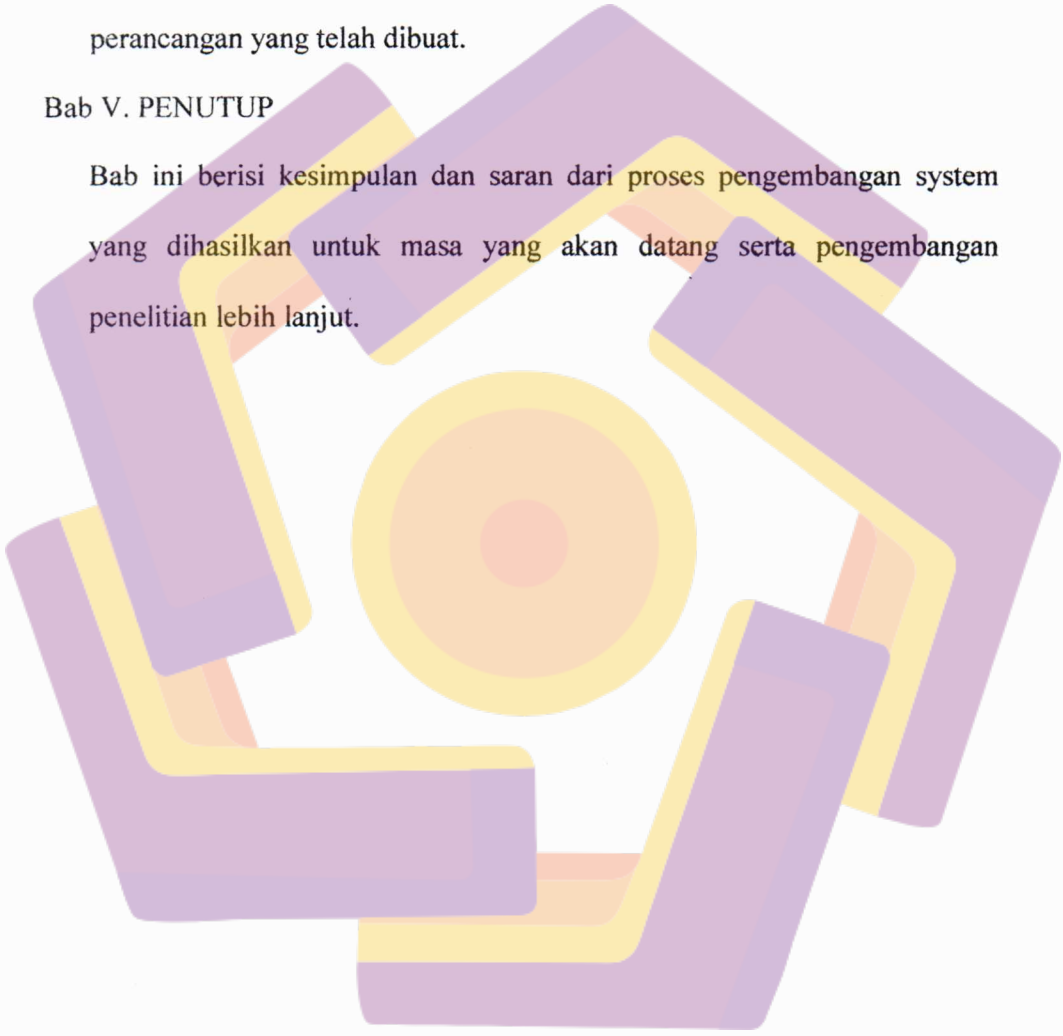 perancangan yang telah dibuat.
Bab V. PENUTUP
Bab ini berisi kesimpulan dan saran dari proses pengembangan system
yang dihasilkan untuk masa yang akan datang serta pengembangan
penelitian lebih lanjut.